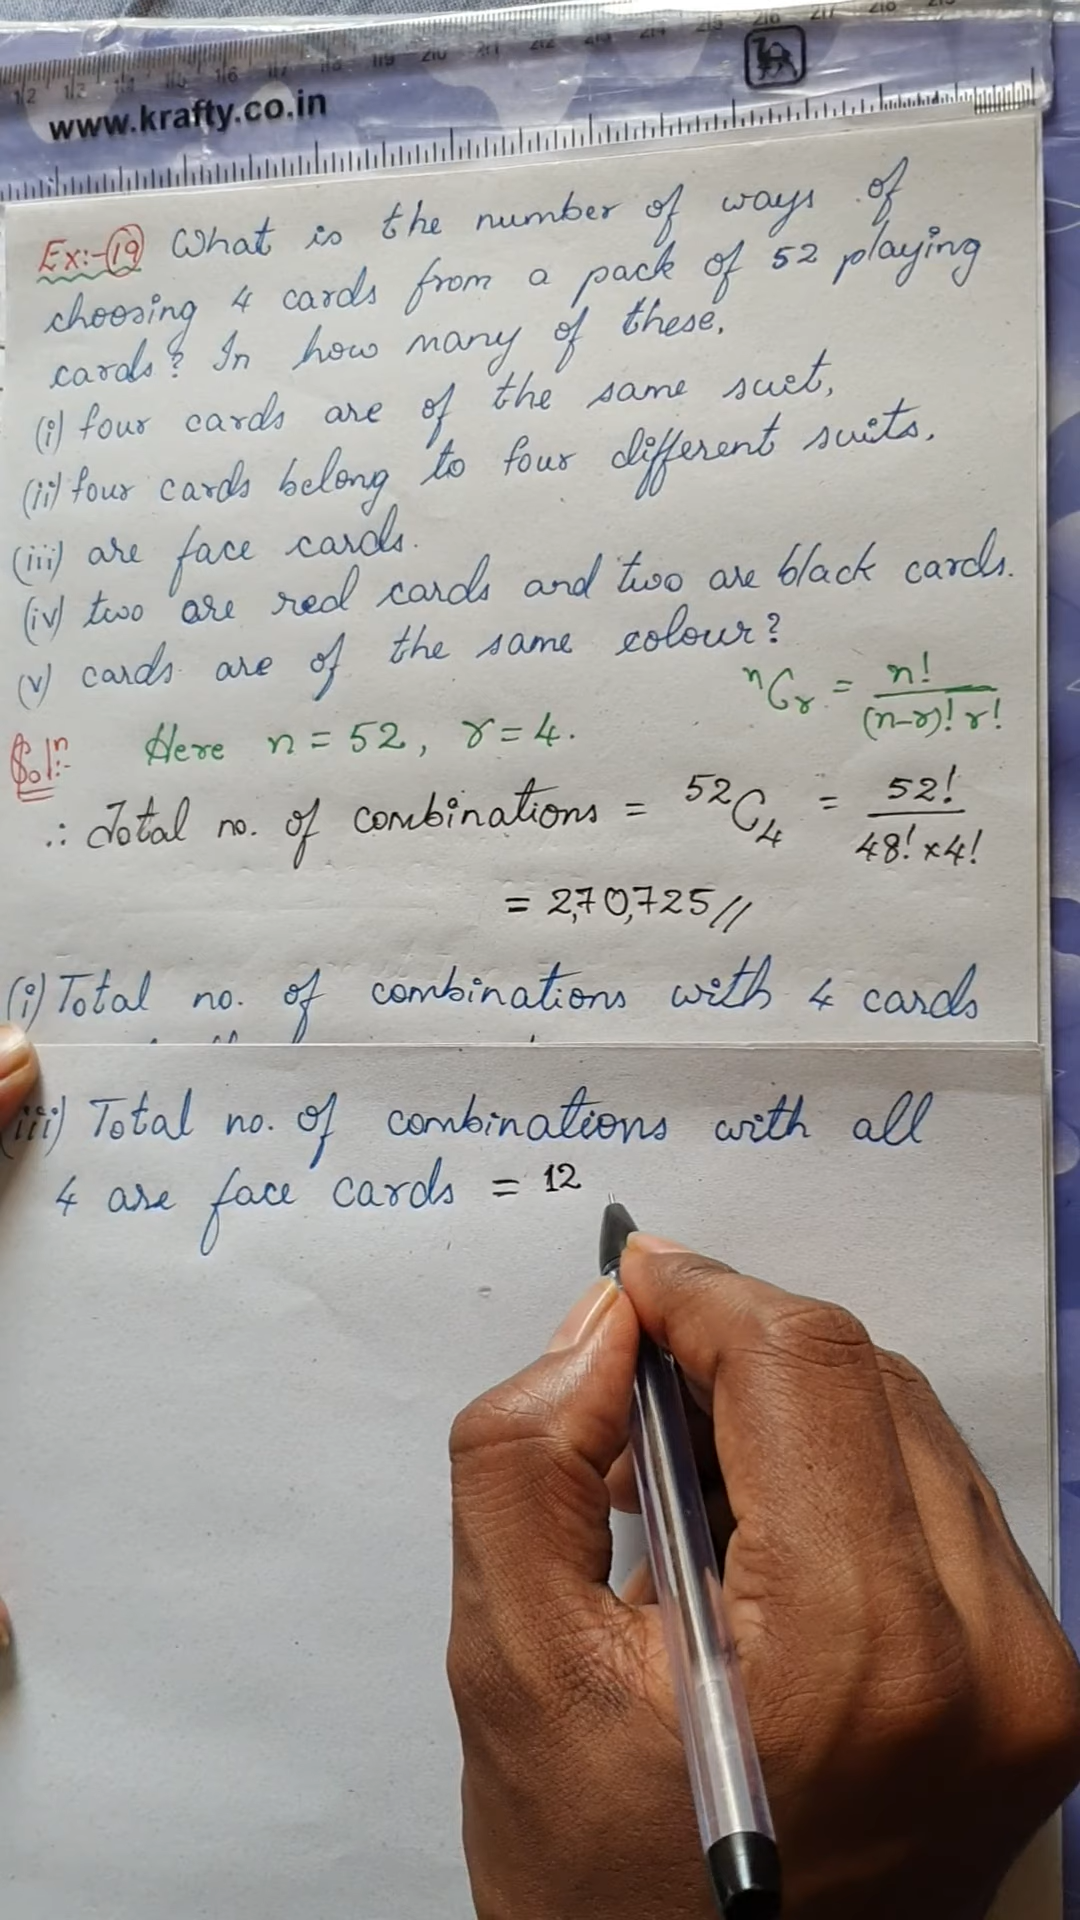 www.krafty.co.in
Ex:-(19) What is the number of ways of
choosing 4 cards from a pack of 52 playing
cards? In how many of these,
(i) four cards are of the same suit,
(ii) four cards belong to four different suits,
(iii) are face cards.
(iv) two are red cards and two are black cards.
(v) cards are of the same colour?
nCr = n! / (n-r)! r!
Solⁿ:- Here n = 52, r = 4.
∴ Total no. of combinations = 52C4 = 52! / 48! × 4!
= 2,70,725//
(i) Total no. of combinations with 4 cards
(iii) Total no. of combinations with all
4 are face cards = 12